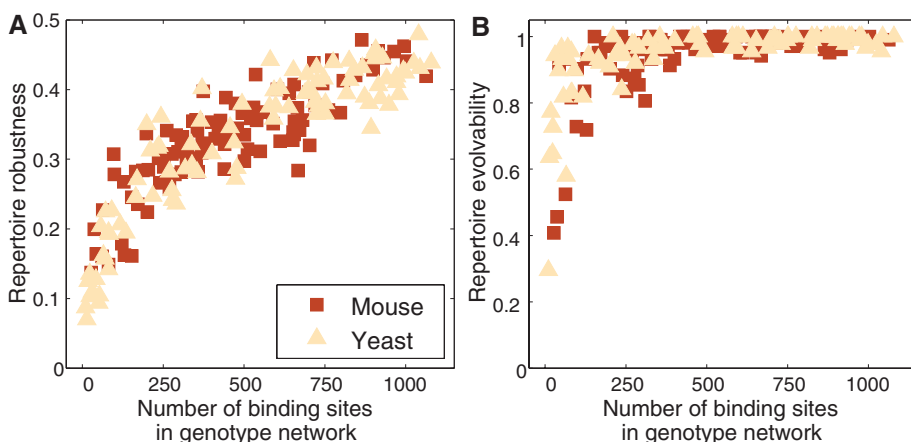 A
0.5
0.4
0.3
0.2
0.1
0
Repertoire robustness
0
250
500
750
1000
Number of binding sites
in genotype network
Mouse
Yeast
B
1
0.8
0.6
0.4
0.2
0
Repertoire evolvability
0
250
500
750
1000
Number of binding sites
in genotype network